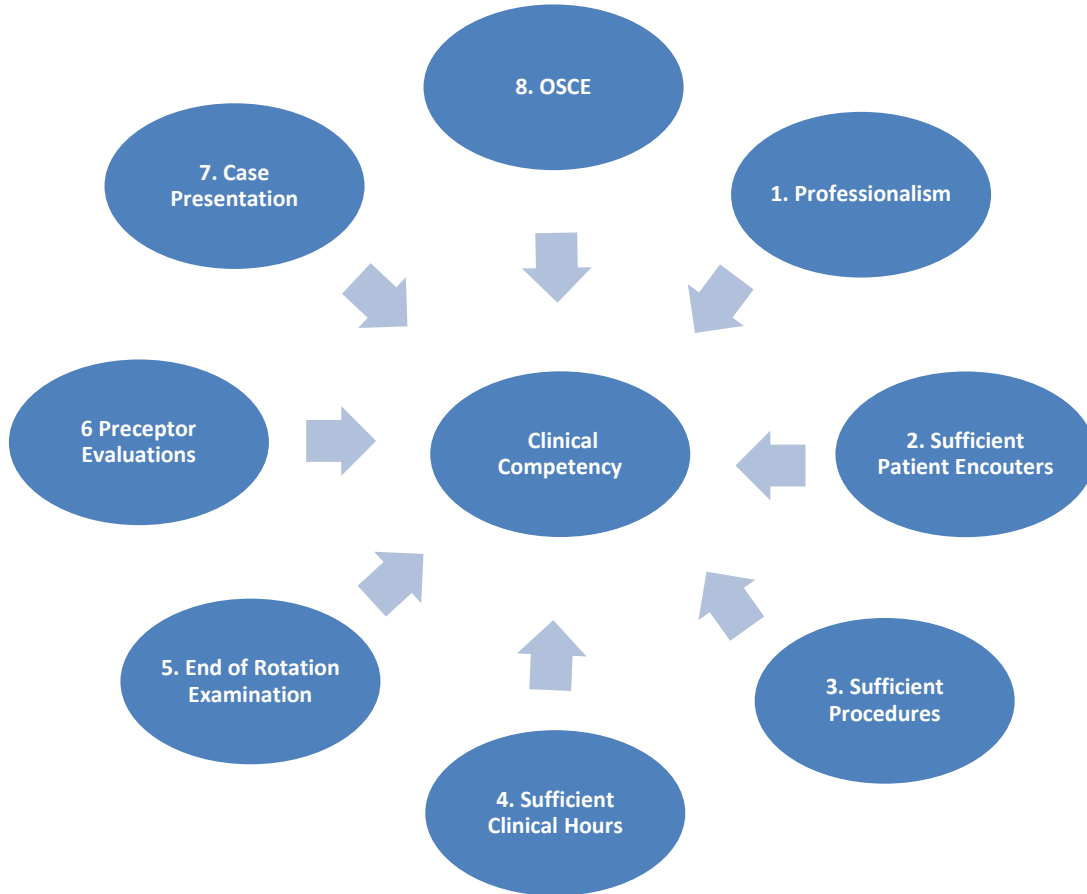 8. OSCE
1. Professionalism
2. Sufficient
Patient Encouters
3. Sufficient
Procedures
4. Sufficient
Clinical Hours
5. End of Rotation
Examination
6 Preceptor
Evaluations
7. Case
Presentation
Clinical
Competency